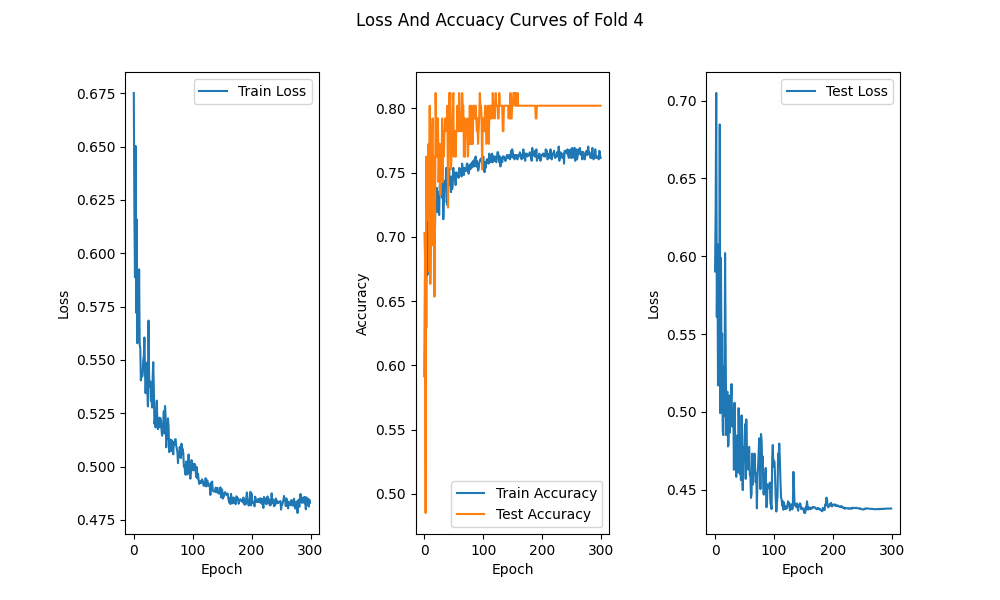 Loss And Accuacy Curves of Fold 4
Train Loss
0.675
0.650
0.625
0.600
0.575
0.550
0.525
0.500
0.475
Loss
0 100 200 300
Epoch
0.80
0.75
0.70
0.65
0.60
0.55
0.50
Accuracy
Train Accuracy
Test Accuracy
0 100 200 300
Epoch
Test Loss
0.70
0.65
0.60
0.55
0.50
0.45
Loss
0 100 200 300
Epoch